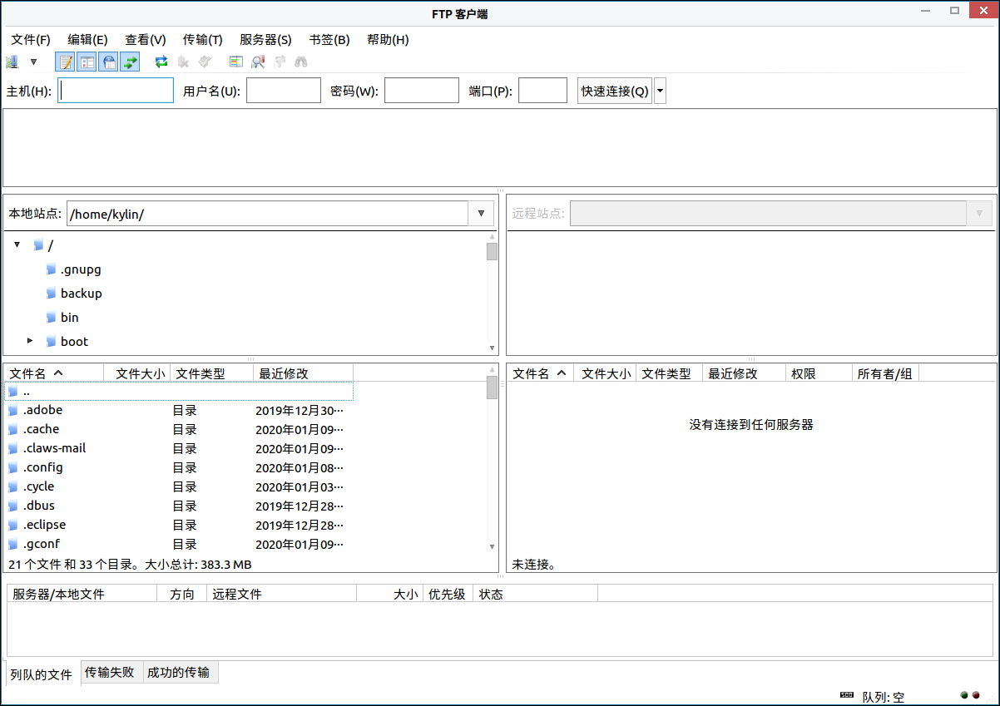 FTP 客户端
文件(F) 编辑(E) 查看(V) 传输(T) 服务器(S) 书签(B) 帮助(H)
主机(H): 用户名(U): 密码(W): 端口(P): 快速连接(Q)
本地站点: /home/kylin/
/
.gnupg
backup
bin
boot
远程站点:
文件名 文件大小 文件类型 最近修改
..
.adobe 目录 2019年12月30···
.cache 目录 2020年01月09···
.claws-mail 目录 2020年01月09···
.config 目录 2020年01月08···
.cycle 目录 2020年01月03···
.dbus 目录 2019年12月28···
.eclipse 目录 2019年12月28···
.gconf 目录 2020年01月09···
21 个文件 和 33 个目录。大小总计: 383.3 MB
文件名 文件大小 文件类型 最近修改 权限 所有者/组
没有连接到任何服务器
未连接。
服务器/本地文件 方向 远程文件 大小 优先级 状态
列队的文件 传输失败 成功的传输
队列: 空